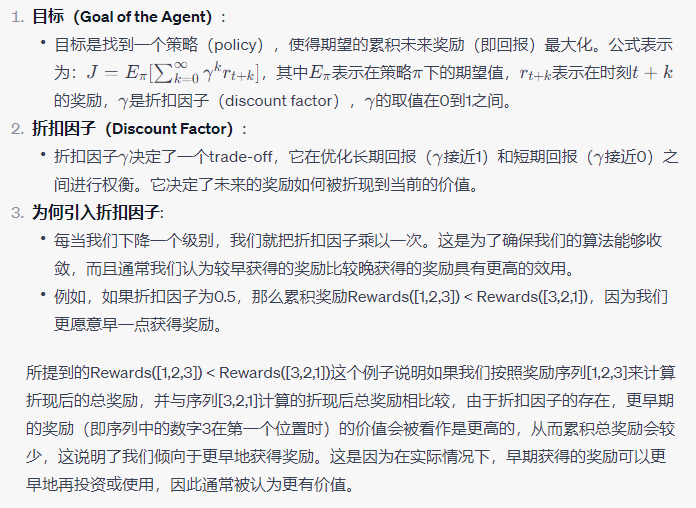 1. 目标（Goal of the Agent）:
• 目标是找到一个策略（policy），使得期望的累积未来奖励（即回报）最大化。公式表示
为：$J = E_\pi[\sum_{k=0}^{\infty} \gamma^k r_{t+k}]$，其中$E_\pi$表示在策略$\pi$下的期望值，$r_{t+k}$表示在时刻$t+k$
的奖励，$\gamma$是折扣因子（discount factor），$\gamma$的取值在0到1之间。
2. 折扣因子（Discount Factor）:
• 折扣因子$\gamma$决定了一个trade-off，它在优化长期回报（$\gamma$接近1）和短期回报（$\gamma$接近0）之
间进行权衡。它决定了未来的奖励如何被折现到当前的价值。
3. 为何引入折扣因子:
• 每当我们下降一个级别，我们就把折扣因子乘以一次。这是为了确保我们的算法能够收
敛，而且通常我们认为较早获得的奖励比较晚获得的奖励具有更高的效用。
• 例如，如果折扣因子为0.5，那么累积奖励Rewards([1,2,3]) < Rewards([3,2,1])，因为我们
更愿意早一点获得奖励。
所提到的Rewards([1,2,3]) < Rewards([3,2,1])这个例子说明如果我们按照奖励序列[1,2,3]来计算
折现后的总奖励，并与序列[3,2,1]计算的折现后总奖励相比较，由于折扣因子的存在，更早期
的奖励（即序列中的数字3在第一个位置时）的价值会被看作是更高的，从而累积总奖励会较
少，这说明了我们倾向于更早地获得奖励。这是因为在实际情况下，早期获得的奖励可以更
早地再投资或使用，因此通常被认为更有价值。